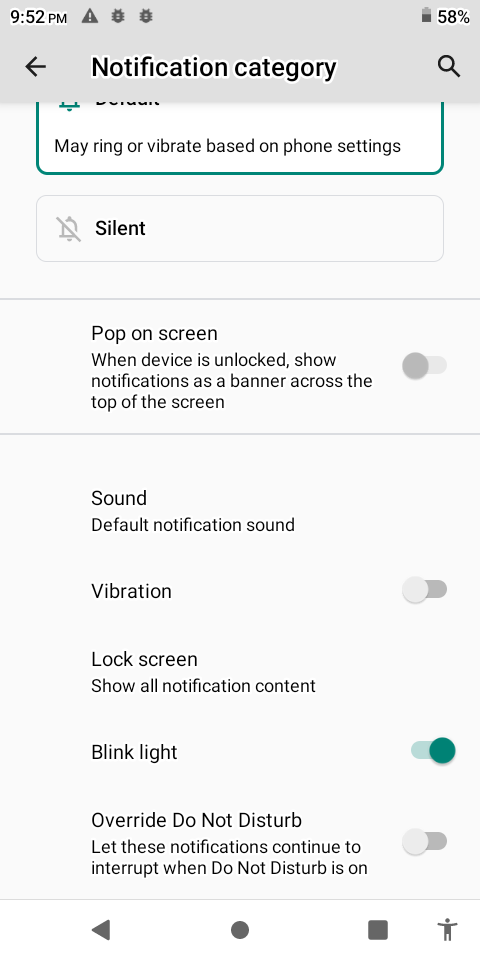 9:52 PM
58%
Notification category
Default
May ring or vibrate based on phone settings
Silent
Pop on screen
When device is unlocked, show
notifications as a banner across the
top of the screen
Sound
Default notification sound
Vibration
Lock screen
Show all notification content
Blink light
Override Do Not Disturb
Let these notifications continue to
interrupt when Do Not Disturb is on